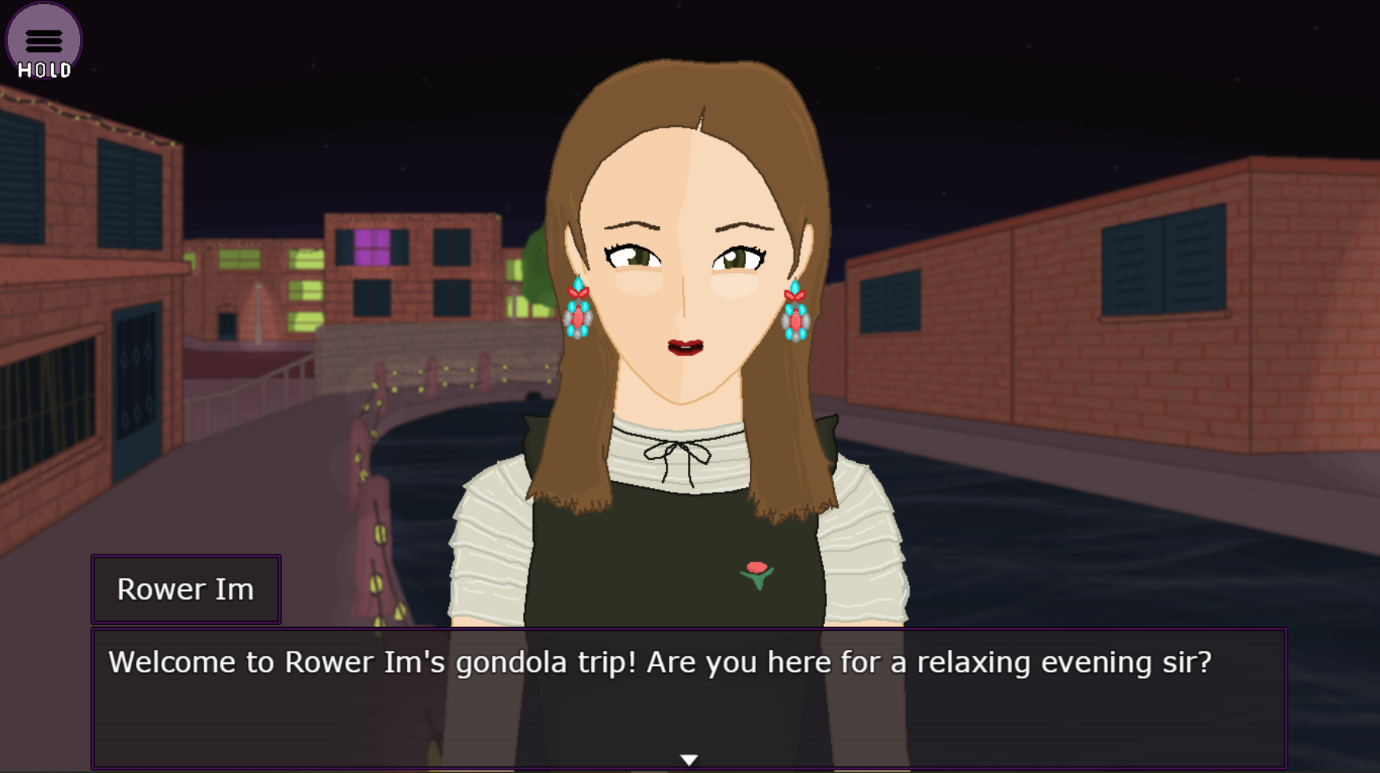 HOLD
Rower Im
Welcome to Rower Im's gondola trip! Are you here for a relaxing evening sir?